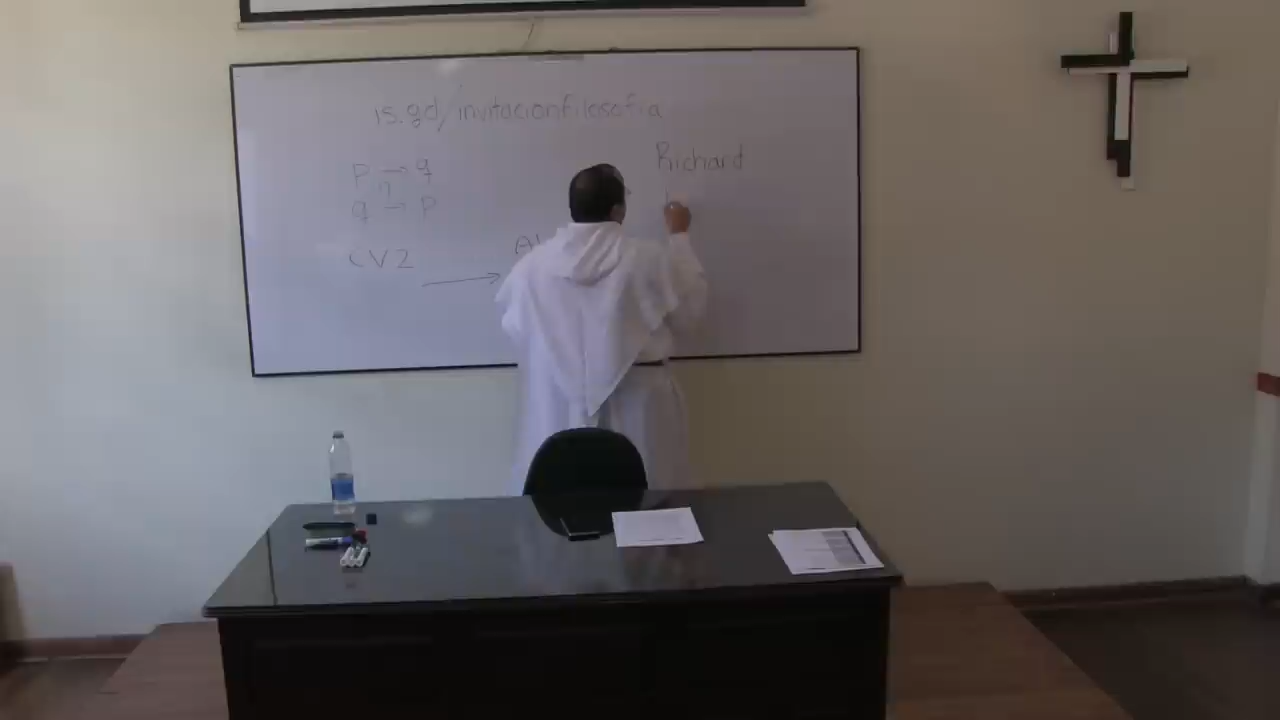 is.gd/invitacionfilosofia
Richard
p → q
q → p
CV2